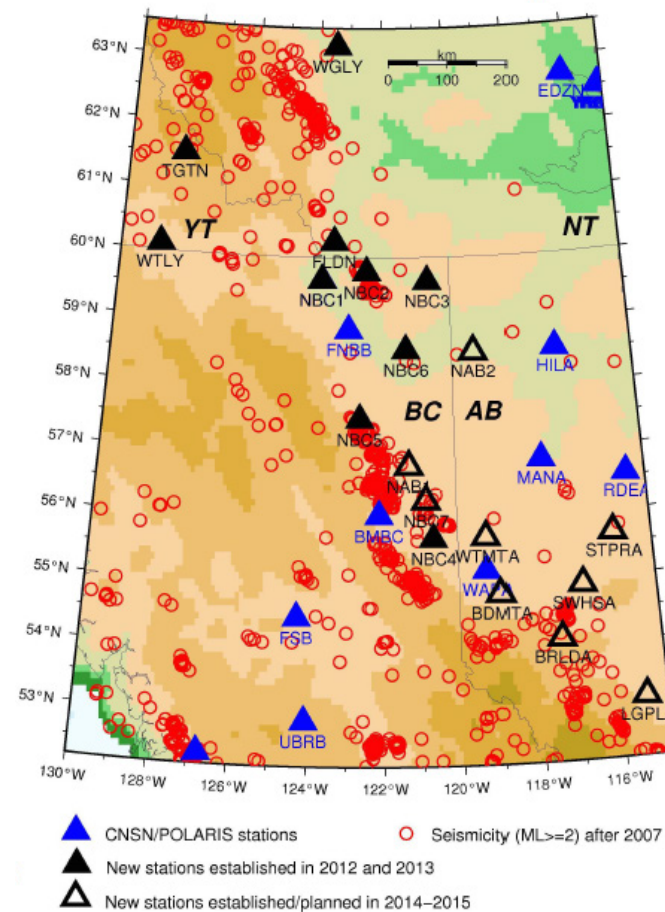 63°N
WGLY
km
0 100 200
EDZN
62°N
TGTN
61°N
YT
NT
60°N
WTLY
FLDN
NBC2
59°N
NBC1
NBC3
FNBB
NBC6
NAB2
HILA
58°N
BC AB
57°N
NBC5
NAB1
MANA
RDEA
56°N
NBC7
BMBC
NBC4
WTMTA
STPRA
55°N
WAPA
BDMTA
SWHSA
FSB
54°N
BRLDA
53°N
LGPL
UBRB
130°W
128°W
126°W
124°W
122°W
120°W
118°W
116°W
CNSN/POLARIS stations
Seismicity (ML>=2) after 2007
New stations established in 2012 and 2013
New stations established/planned in 2014-2015